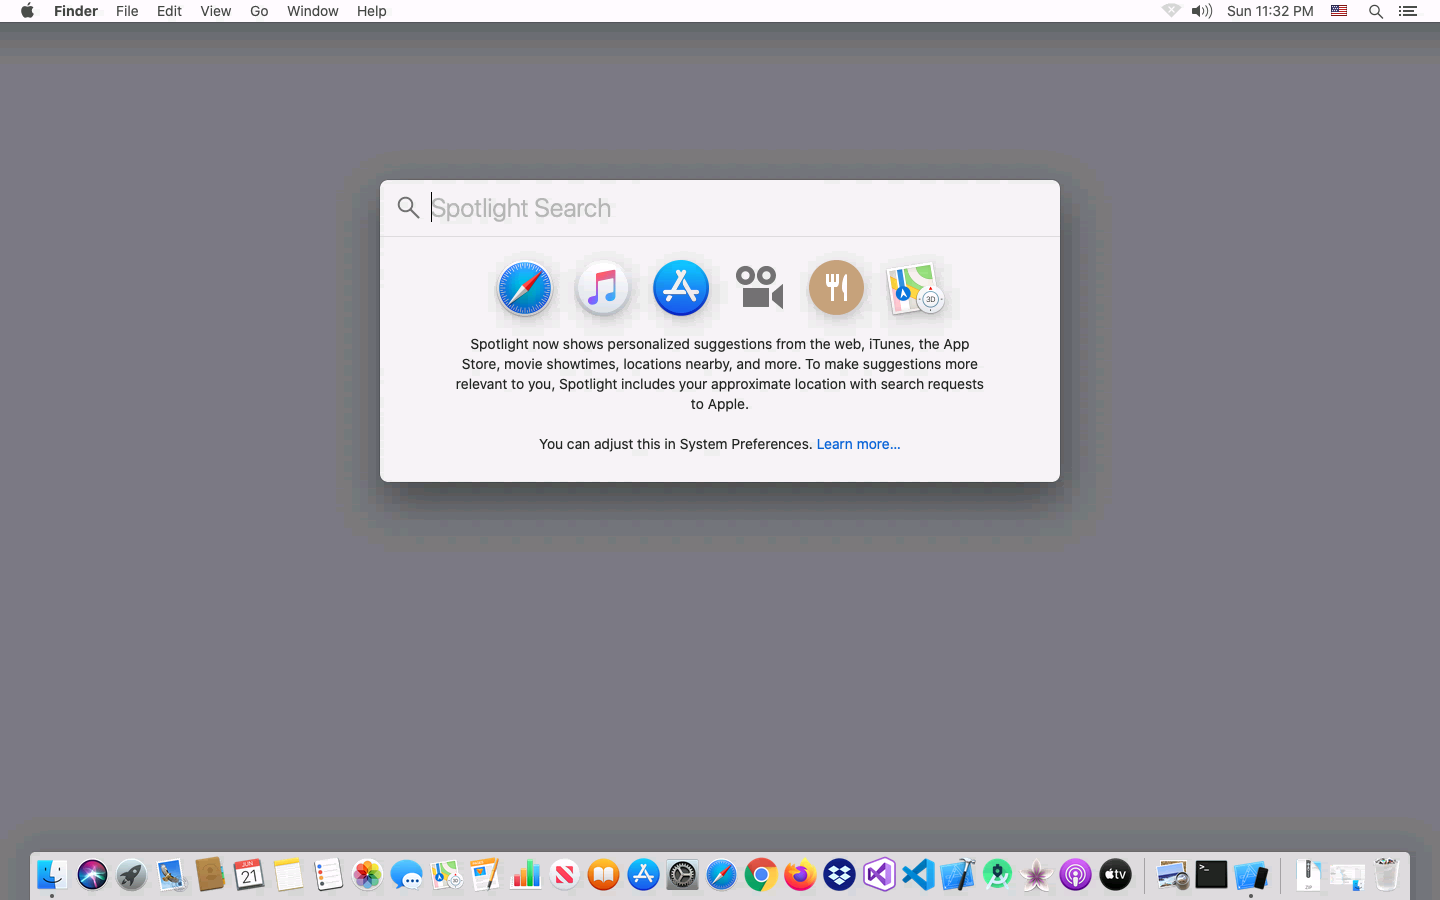 Finder File Edit View Go Window Help Sun 11:32 PM
Spotlight Search
3D
Spotlight now shows personalized suggestions from the web, iTunes, the App
Store, movie showtimes, locations nearby, and more. To make suggestions more
relevant to you, Spotlight includes your approximate location with search requests
to Apple.
You can adjust this in System Preferences. Learn more...
JUN
21
tv
ZIP